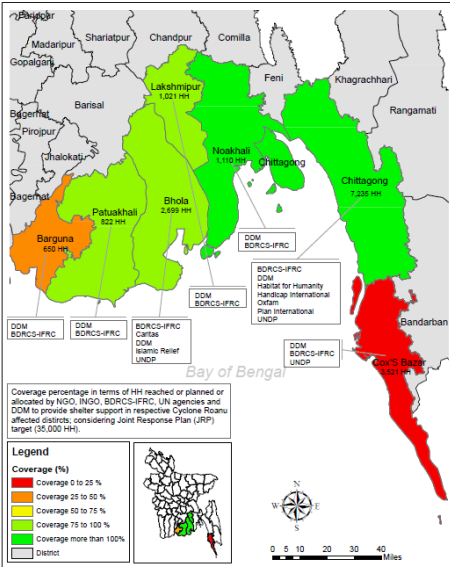 Madaripur
Shariatpur
Chandpur
Comilla
Gopalganj
Lakshmipur
1,021 HH
Feni
Khagrachhari
Barisal
Rangamati
Bagerhat
Pirojpur
Noakhali
1,110 HH
Chittagong
Jhalokati
Chittagong
7,235 HH
Bagerhat
Bhola
2,699 HH
Patuakhali
822 HH
Barguna
650 HH
DDM
BDRCS-IFRC
BDRCS-IFRC
DDM
Habitat for Humanity
Handicap International
Oxfam
Plan International
UNDP
DDM
BDRCS-IFRC
DDM
BDRCS-IFRC
DDM
BDRCS-IFRC
BDRCS-IFRC
Caritas
DDM
Islamic Relief
UNDP
Bandarban
DDM
BDRCS-IFRC
UNDP
Cox'S Bazar
Bay of Bengal
Coverage percentage in terms of HH reached or planned or
allocated by NGO, INGO, BDRCS-IFRC, UN agencies and
DDM to provide shelter support in respective Cyclone Roanu
affected distircts; considering Joint Response Plan (JRP)
target (35,000 HH).
Legend
Coverage (%)
Coverage 0 to 25 %
Coverage 25 to 50 %
Coverage 50 to 75 %
Coverage 75 to 100 %
Coverage more than 100%
District
N
W E
S
0 5 10 20 30 40
Miles